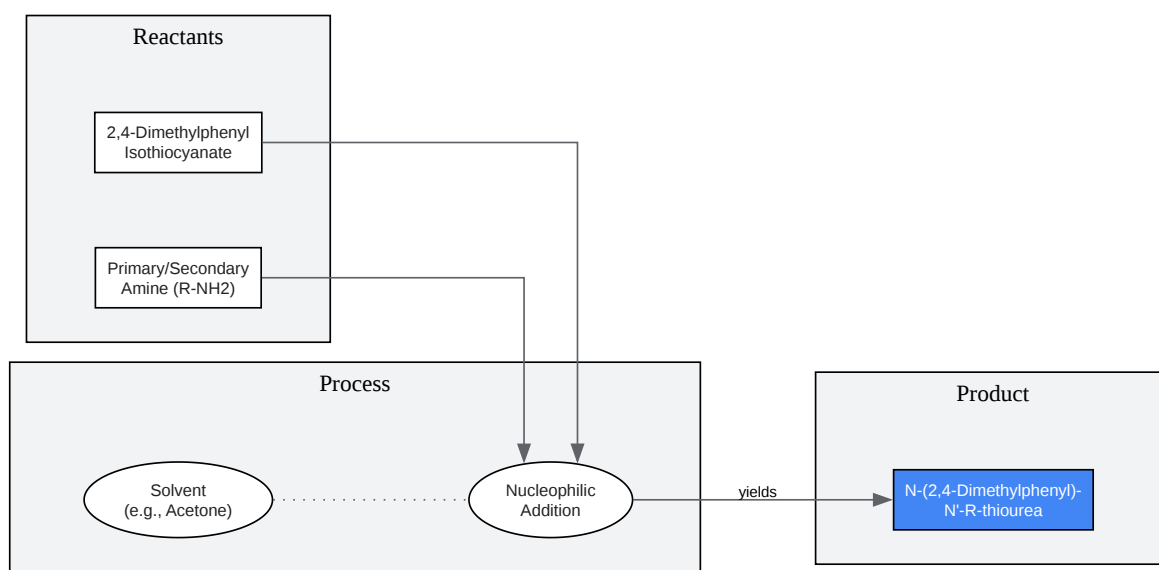 Reactants
2,4-Dimethylphenyl
Isothiocyanate
Primary/Secondary
Amine (R-NH2)
Process
Solvent
(e.g., Acetone)
Nucleophilic
Addition
yields
Product
N-(2,4-Dimethylphenyl)-
N'-R-thiourea